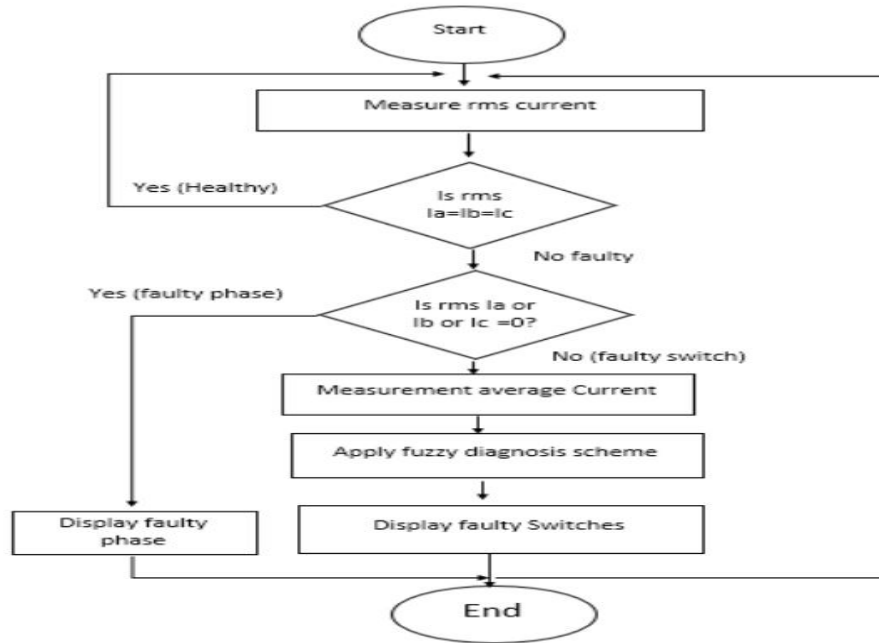 Start
Measure rms current
Yes (Healthy)
Is rms
Ia=Ib=Ic
No faulty
Yes (faulty phase)
Is rms Ia or
Ib or Ic =0?
No (faulty switch)
Measurement average Current
Apply fuzzy diagnosis scheme
Display faulty
phase
Display faulty Switches
End